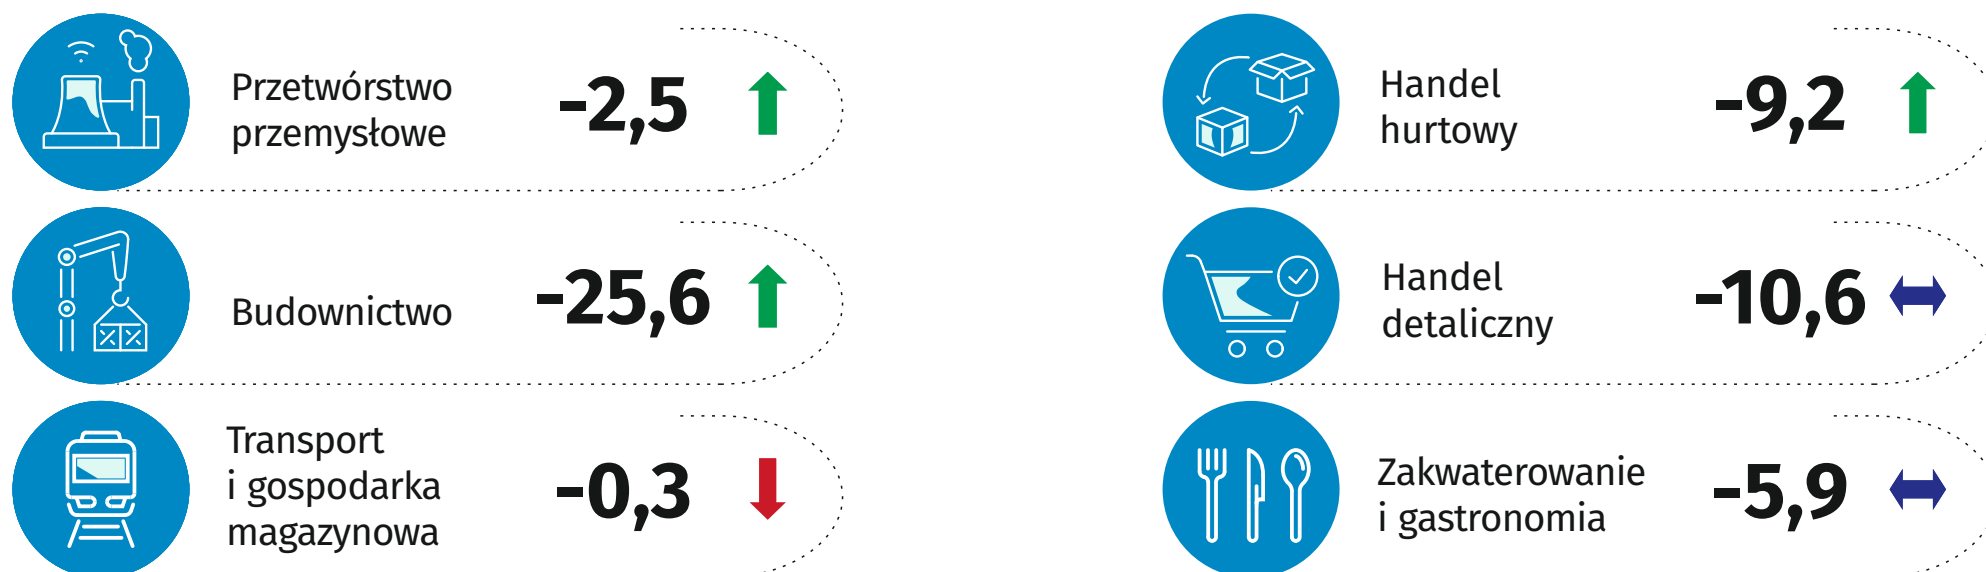 Przetwórstwo
przemysłowe
-2,5
Budownictwo
-25,6
Transport
i gospodarka
magazynowa
-0,3
Handel
hurtowy
-9,2
Handel
detaliczny
-10,6
Zakwaterowanie
i gastronomia
-5,9